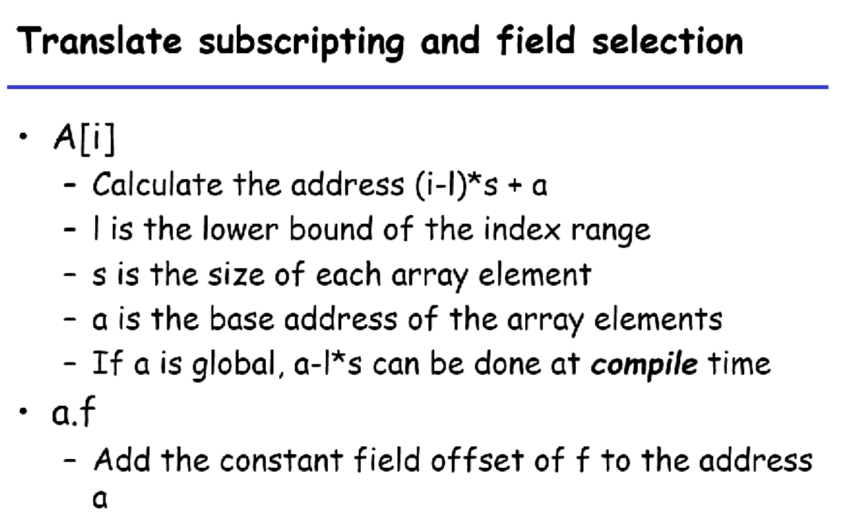 Translate subscripting and field selection
• A[i]
– Calculate the address (i-l)*s + a
– l is the lower bound of the index range
– s is the size of each array element
– a is the base address of the array elements
– If a is global, a-l*s can be done at compile time
• a.f
– Add the constant field offset of f to the address
a